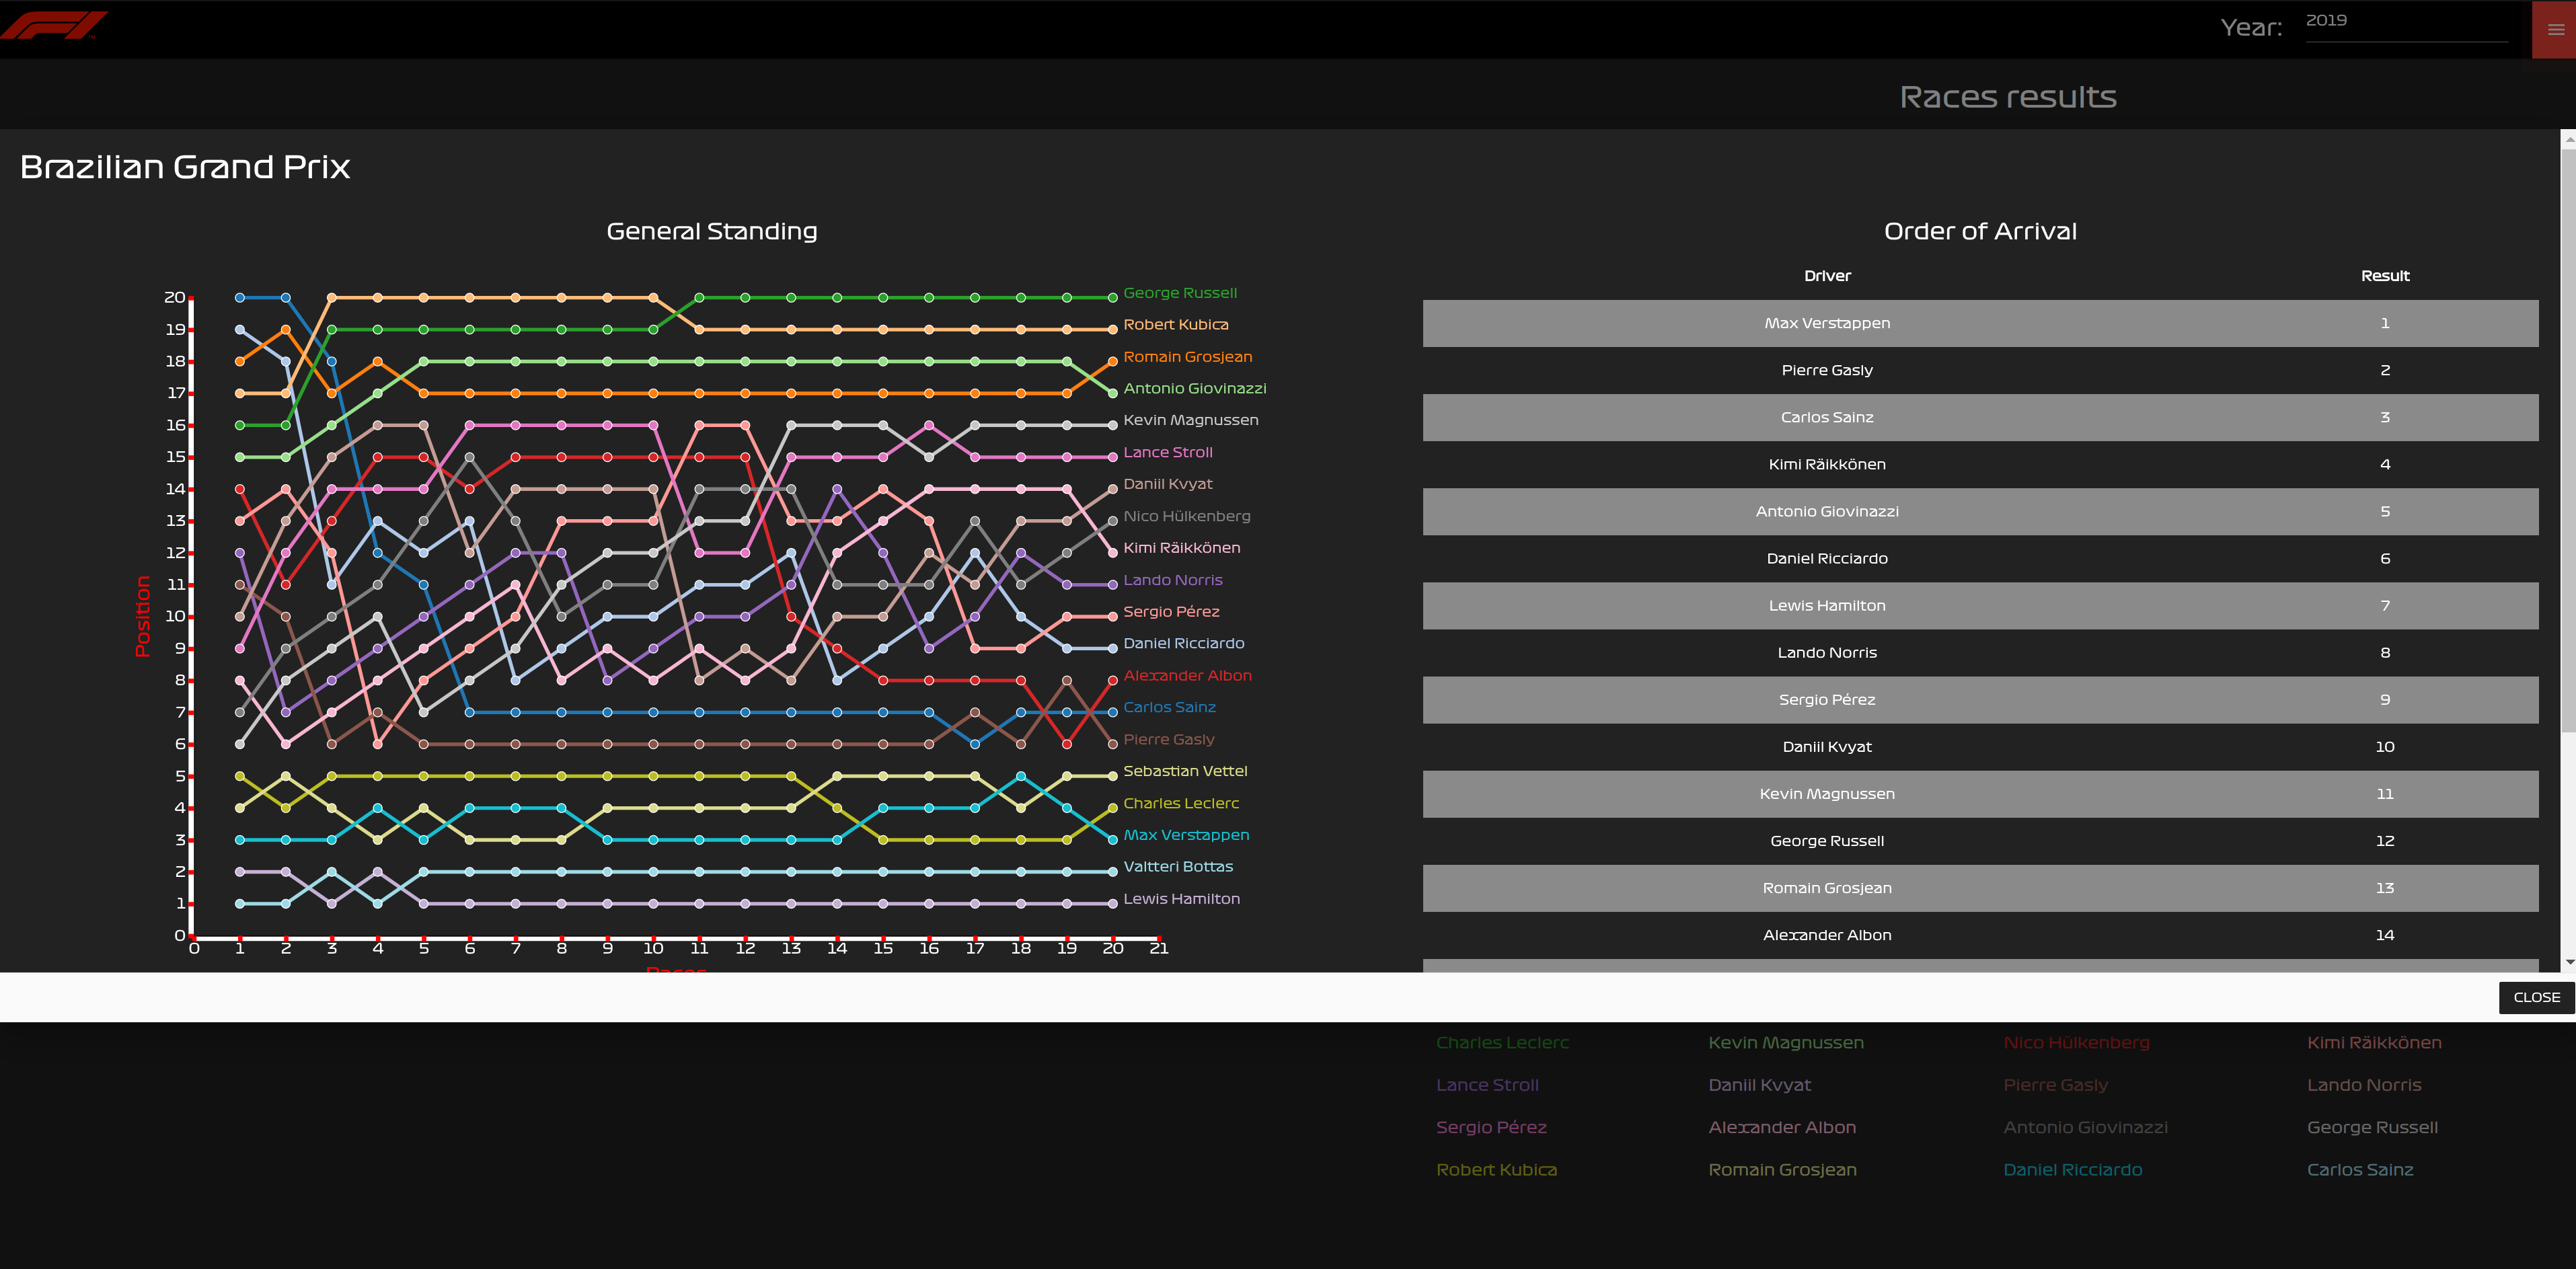 Year: 2019
Races results
Brazilian Grand Prix
General Standing
20
19
18
17
16
15
14
13
12
11
10
9
8
7
6
5
4
3
2
1
0
Position
George Russell
Robert Kubica
Romain Grosjean
Antonio Giovinazzi
Kevin Magnussen
Lance Stroll
Daniil Kvyat
Nico Hülkenberg
Kimi Räikkönen
Lando Norris
Sergio Pérez
Daniel Ricciardo
Alexander Albon
Carlos Sainz
Pierre Gasly
Sebastian Vettel
Charles Leclerc
Max Verstappen
Valtteri Bottas
Lewis Hamilton
0 1 2 3 4 5 6 7 8 9 10 11 12 13 14 15 16 17 18 19 20 21
Races
Order of Arrival
Driver Result
Max Verstappen 1
Pierre Gasly 2
Carlos Sainz 3
Kimi Räikkönen 4
Antonio Giovinazzi 5
Daniel Ricciardo 6
Lewis Hamilton 7
Lando Norris 8
Sergio Pérez 9
Daniil Kvyat 10
Kevin Magnussen 11
George Russell 12
Romain Grosjean 13
Alexander Albon 14
CLOSE
Charles Leclerc Kevin Magnussen Nico Hülkenberg Kimi Räikkönen
Lance Stroll Daniil Kvyat Pierre Gasly Lando Norris
Sergio Pérez Alexander Albon Antonio Giovinazzi George Russell
Robert Kubica Romain Grosjean Daniel Ricciardo Carlos Sainz